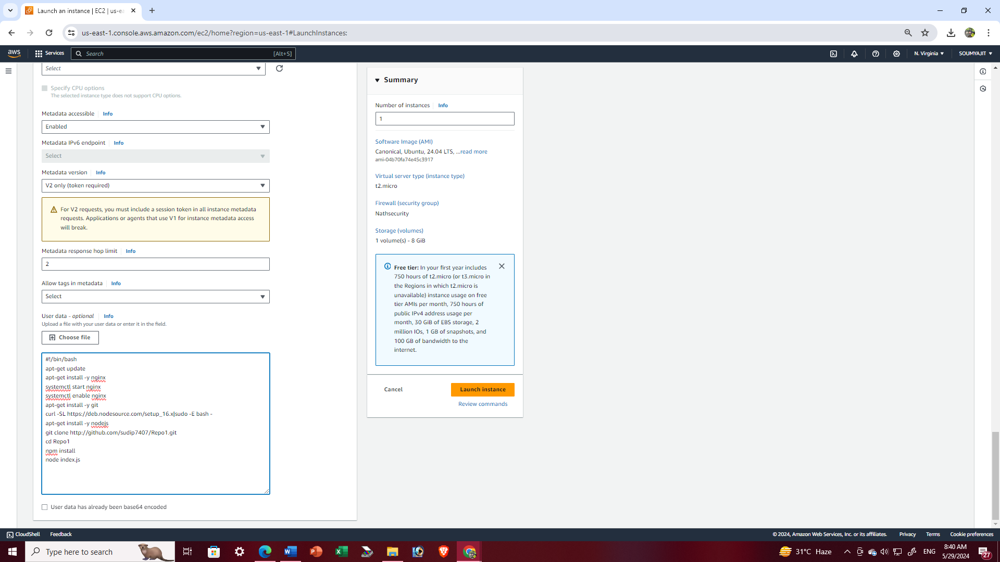 Launch an instance | EC2 | us-ea
us-east-1.console.aws.amazon.com/ec2/home?region=us-east-1#LaunchInstances:
aws
Services
Search
[Alt+S]
N. Virginia
SOUMYAJIT
Select
Specify CPU options
The selected instance type does not support CPU options.
Metadata accessible
Info
Enabled
Metadata IPv6 endpoint
Info
Select
Metadata version
Info
V2 only (token required)
For V2 requests, you must include a session token in all instance metadata
requests. Applications or agents that use V1 for instance metadata access
will break.
Metadata response hop limit
Info
2
Allow tags in metadata
Info
Select
User data - optional
Info
Upload a file with your user data or enter it in the field.
Choose file
#!/bin/bash
apt-get update
apt-get install -y nginx
systemctl start nginx
systemctl enable nginx
apt-get install -y git
curl -SL https://deb.nodesource.com/setup_16.x|sudo -E bash -
apt-get install -y nodejs
git clone http://github.com/sudip7407/Repo1.git
cd Repo1
npm install
node index.js
User data has already been base64 encoded
Summary
Number of instances
Info
1
Software Image (AMI)
Canonical, Ubuntu, 24.04 LTS, ...read more
ami-04b70fa74e45c3917
Virtual server type (instance type)
t2.micro
Firewall (security group)
Nathsecurity
Storage (volumes)
1 volume(s) - 8 GiB
Free tier: In your first year includes
750 hours of t2.micro (or t3.micro in
the Regions in which t2.micro is
unavailable) instance usage on free
tier AMIs per month, 750 hours of
public IPv4 address usage per
month, 30 GiB of EBS storage, 2
million IOs, 1 GB of snapshots, and
100 GB of bandwidth to the
internet.
Cancel
Launch instance
Review commands
CloudShell
Feedback
© 2024, Amazon Web Services, Inc. or its affiliates.
Privacy
Terms
Cookie preferences
Type here to search
31°C Haze
ENG
8:40 AM
5/29/2024
27